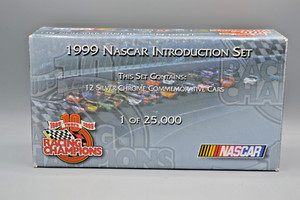 1999 NASCAR INTRODUCTION SET
THIS SET CONTAINS:
12 SILVER CHROME COMMEMORATIVE CARS
1 OF 25,000
RACING
CHAMPIONS
NASCAR